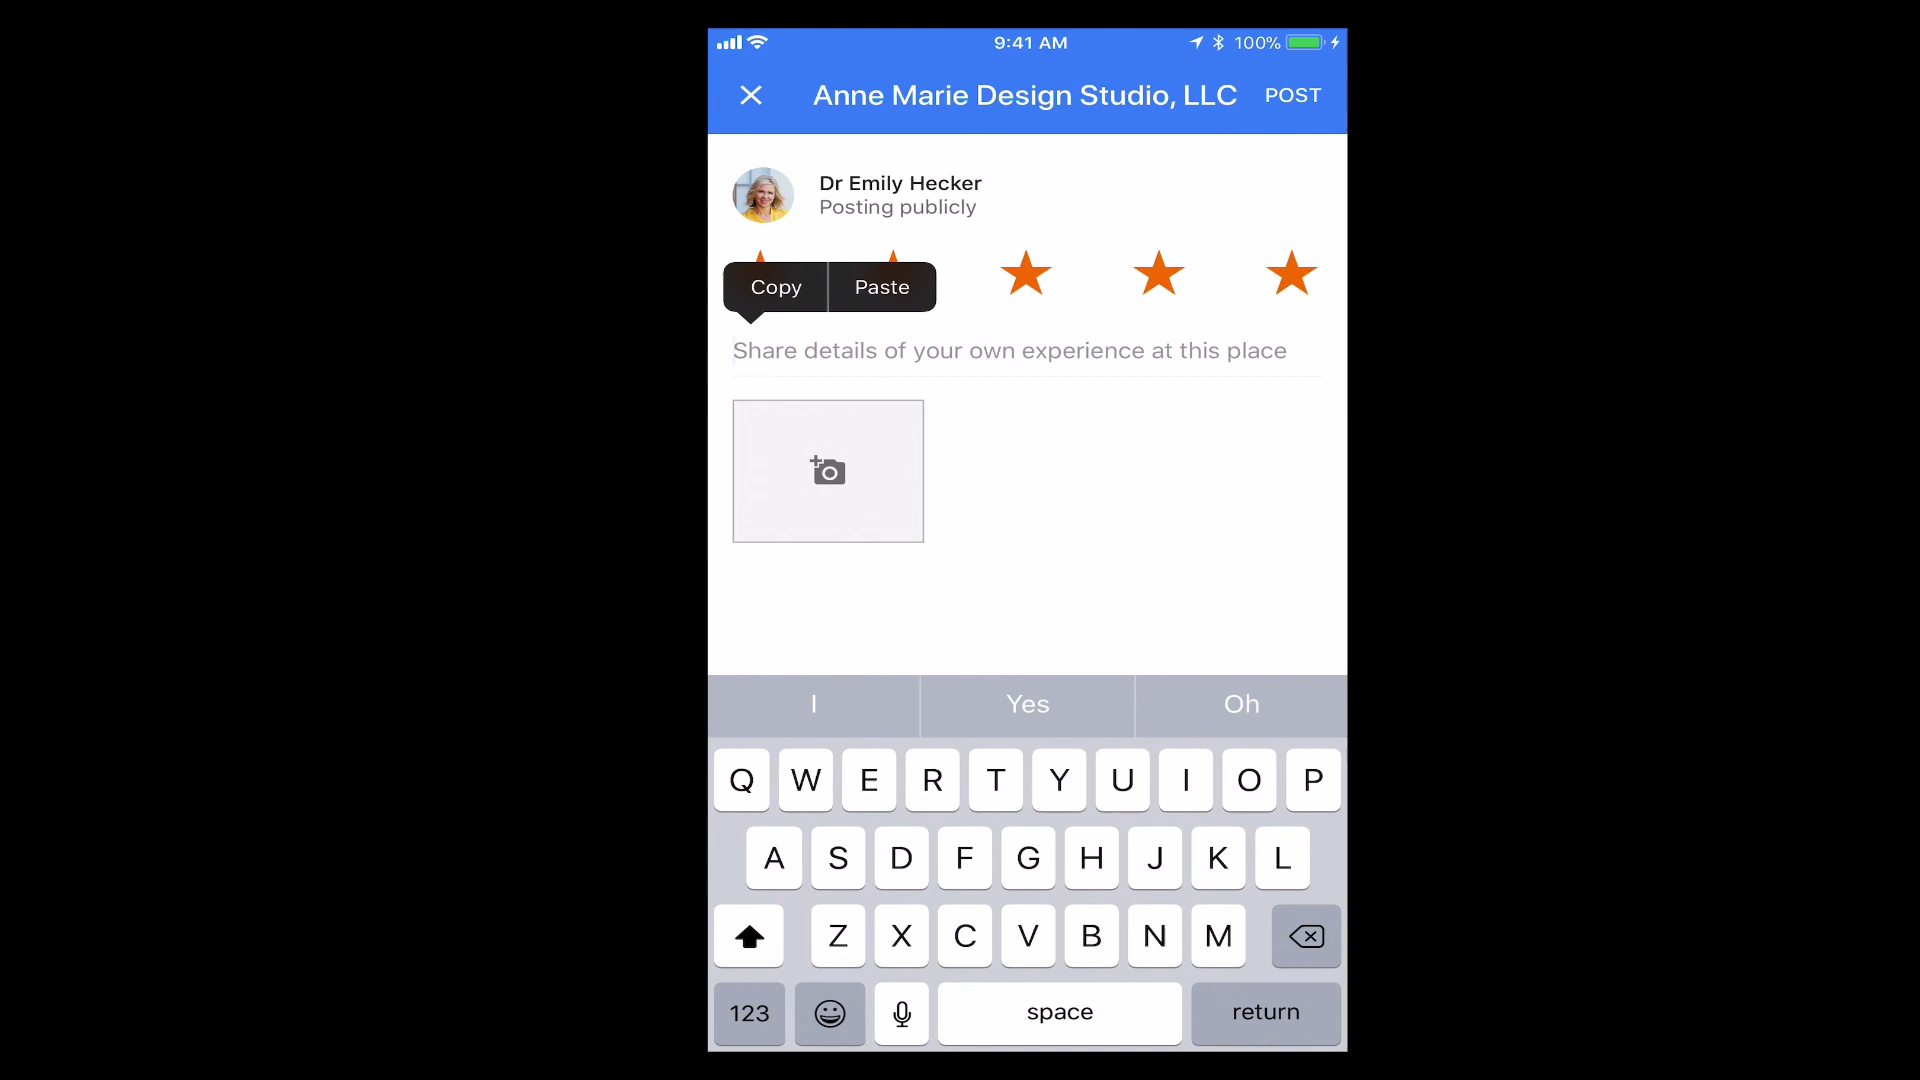 9:41 AM 100%
Anne Marie Design Studio, LLC POST
Dr Emily Hecker
Posting publicly
Copy Paste
Share details of your own experience at this place
I Yes Oh
Q W E R T Y U I O P
A S D F G H J K L
Z X C V B N M
123 space return